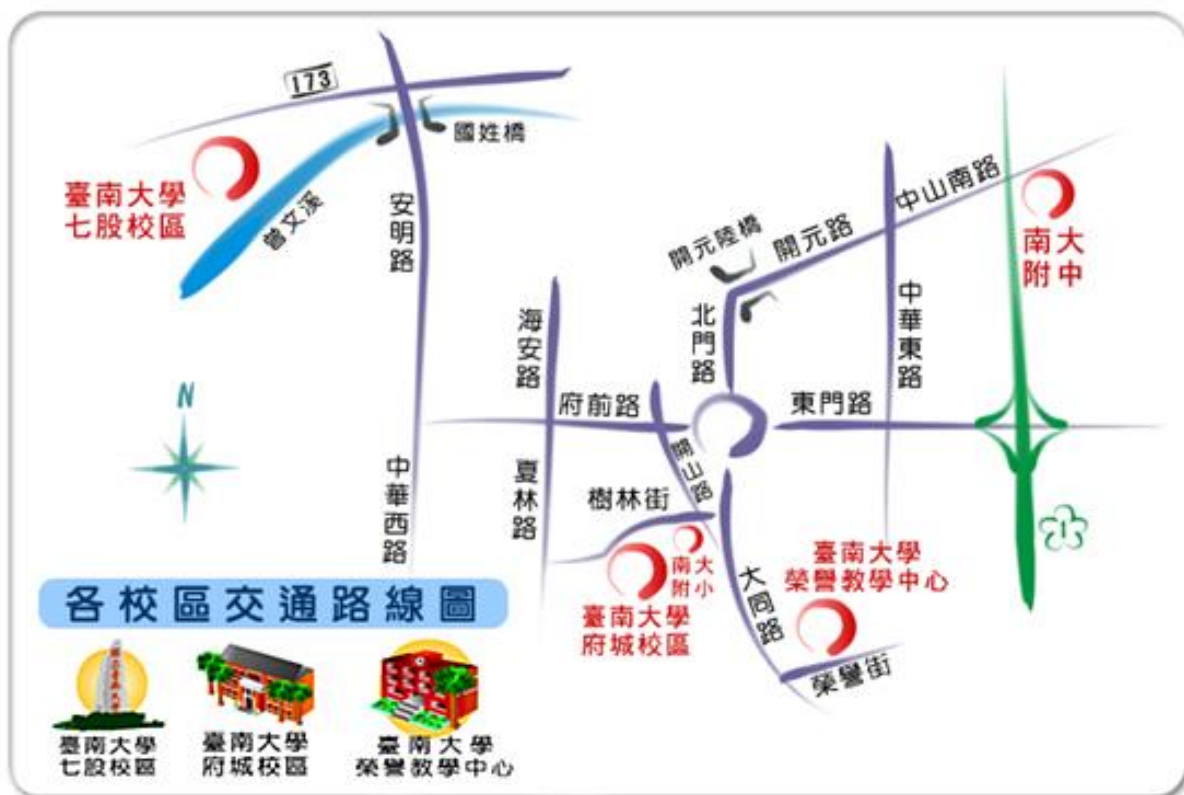 173
國姓橋
臺南大學
七股校區
曾文溪
安明路
中山南路
開元路
開元陸橋
南大
附中
海安路
北門路
中華東路
N
府前路
東門路
開山路
中華西路
夏林路
樹林街
1
南大
附小
臺南大學
府城校區
大同路
臺南大學
榮譽教學中心
榮譽街
各校區交通路線圖
臺南大學
七股校區
臺南大學
府城校區
臺南大學
榮譽教學中心